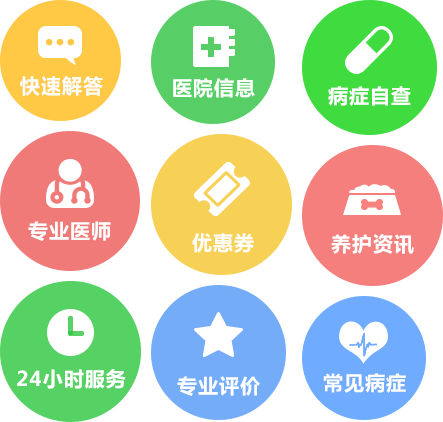 快速解答
医院信息
病症自查
专业医师
优惠券
养护资讯
24小时服务
专业评价
常见病症